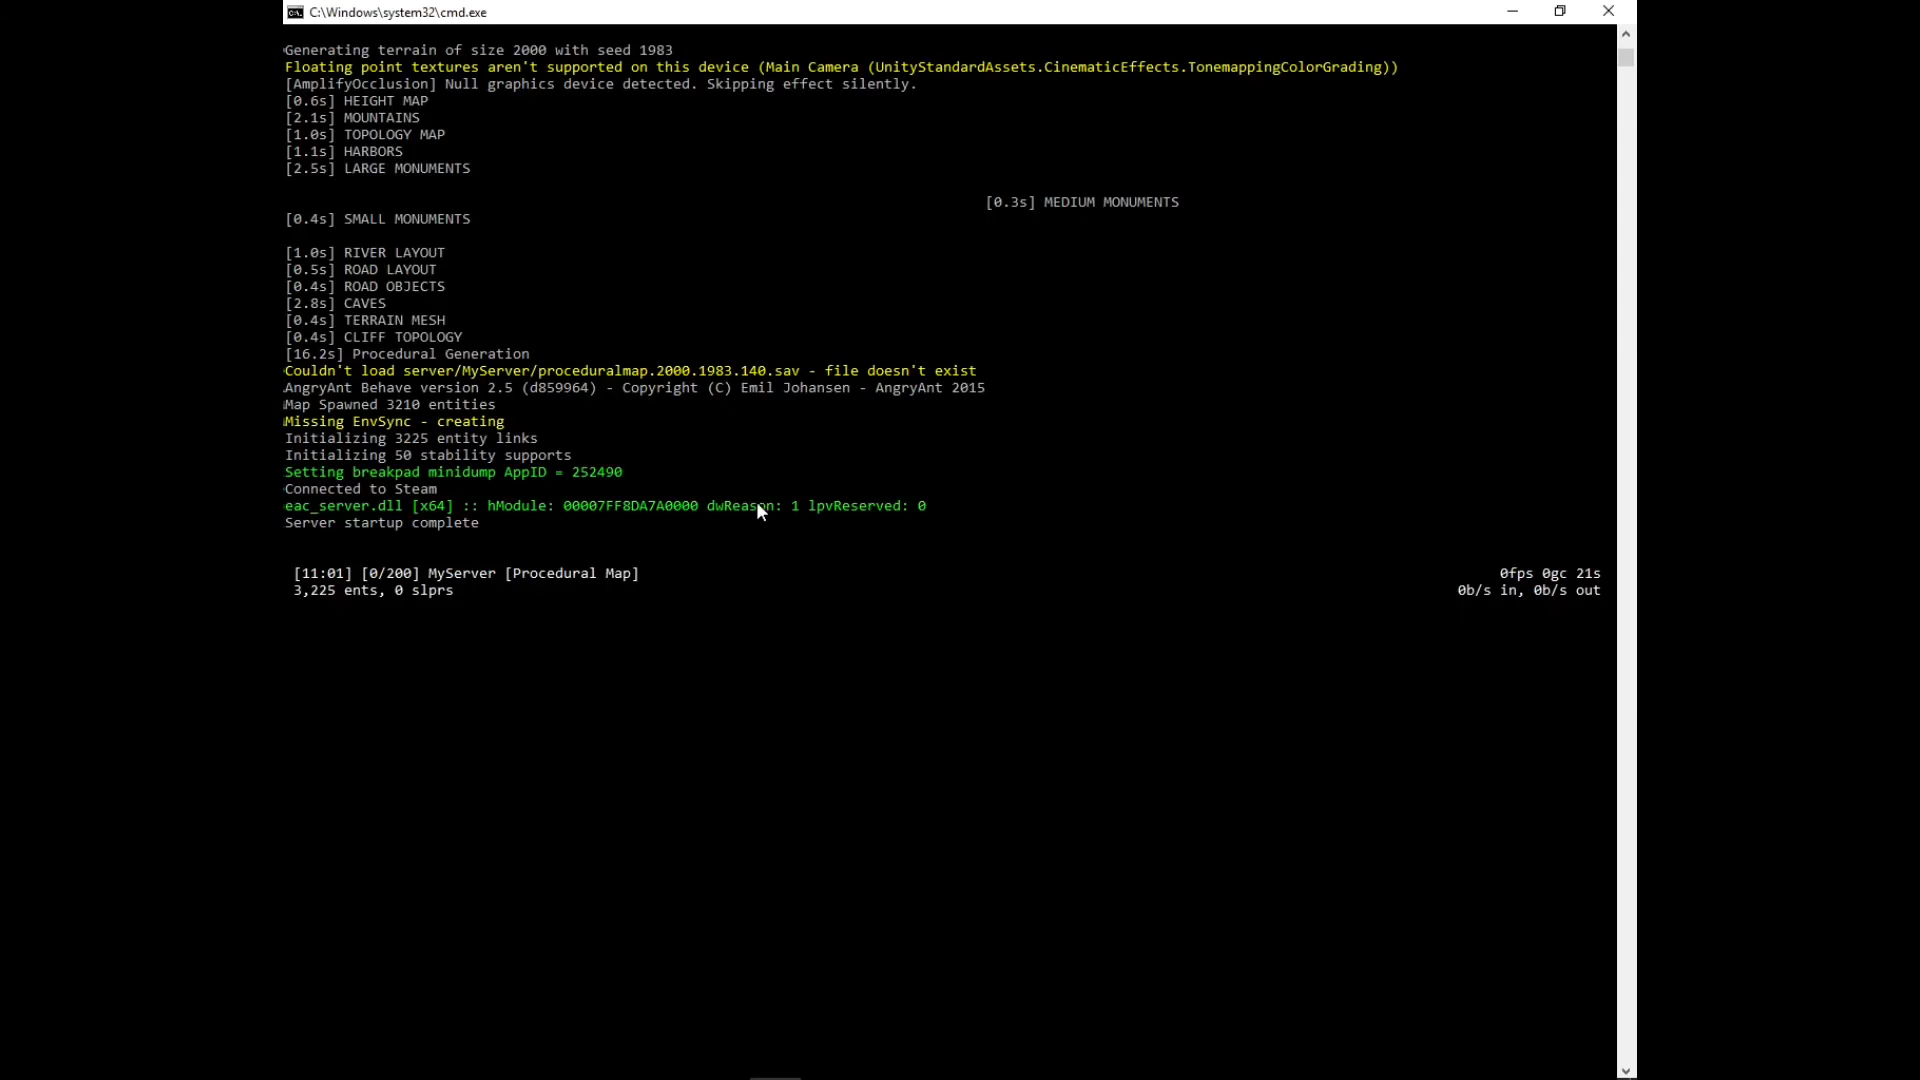 C:\Windows\system32\cmd.exe
Generating terrain of size 2000 with seed 1983
Floating point textures aren't supported on this device (Main Camera (UnityStandardAssets.CinematicEffects.TonemappingColorGrading))
[AmplifyOcclusion] Null graphics device detected. Skipping effect silently.
[0.6s] HEIGHT MAP
[2.1s] MOUNTAINS
[1.0s] TOPOLOGY MAP
[1.1s] HARBORS
[2.5s] LARGE MONUMENTS
[0.3s] MEDIUM MONUMENTS
[0.4s] SMALL MONUMENTS
[1.0s] RIVER LAYOUT
[0.5s] ROAD LAYOUT
[0.4s] ROAD OBJECTS
[2.8s] CAVES
[0.4s] TERRAIN MESH
[0.4s] CLIFF TOPOLOGY
[16.2s] Procedural Generation
Couldn't load server/MyServer/proceduralmap.2000.1983.140.sav - file doesn't exist
AngryAnt Behave version 2.5 (d859964) - Copyright (C) Emil Johansen - AngryAnt 2015
Map Spawned 3210 entities
Missing EnvSync - creating
Initializing 3225 entity links
Initializing 50 stability supports
Setting breakpad minidump AppID = 252490
Connected to Steam
eac_server.dll [x64] :: hModule: 00007FF8DA7A0000 dwReason: 1 lpvReserved: 0
Server startup complete
[11:01] [0/200] MyServer [Procedural Map] 0fps 0gc 21s
3,225 ents, 0 slprs 0b/s in, 0b/s out